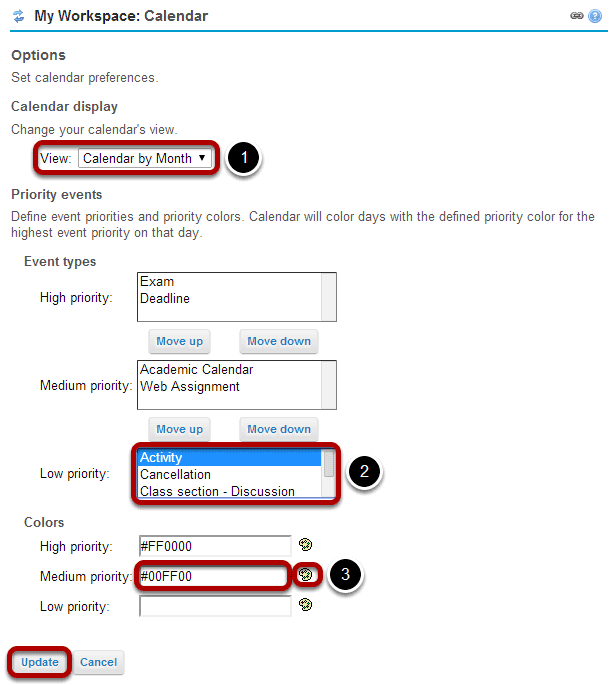 My Workspace: Calendar
Options
Set calendar preferences.
Calendar display
Change your calendar's view.
View: Calendar by Month 1
Priority events
Define event priorities and priority colors. Calendar will color days with the defined priority color for the
highest event priority on that day.
Event types
Exam
High priority: Deadline
Move up Move down
Academic Calendar
Medium priority: Web Assignment
Move up Move down
Activity
Low priority: Cancellation 2
Class section - Discussion
Colors
High priority: #FF0000
Medium priority: #00FF00 3
Low priority:
Update Cancel